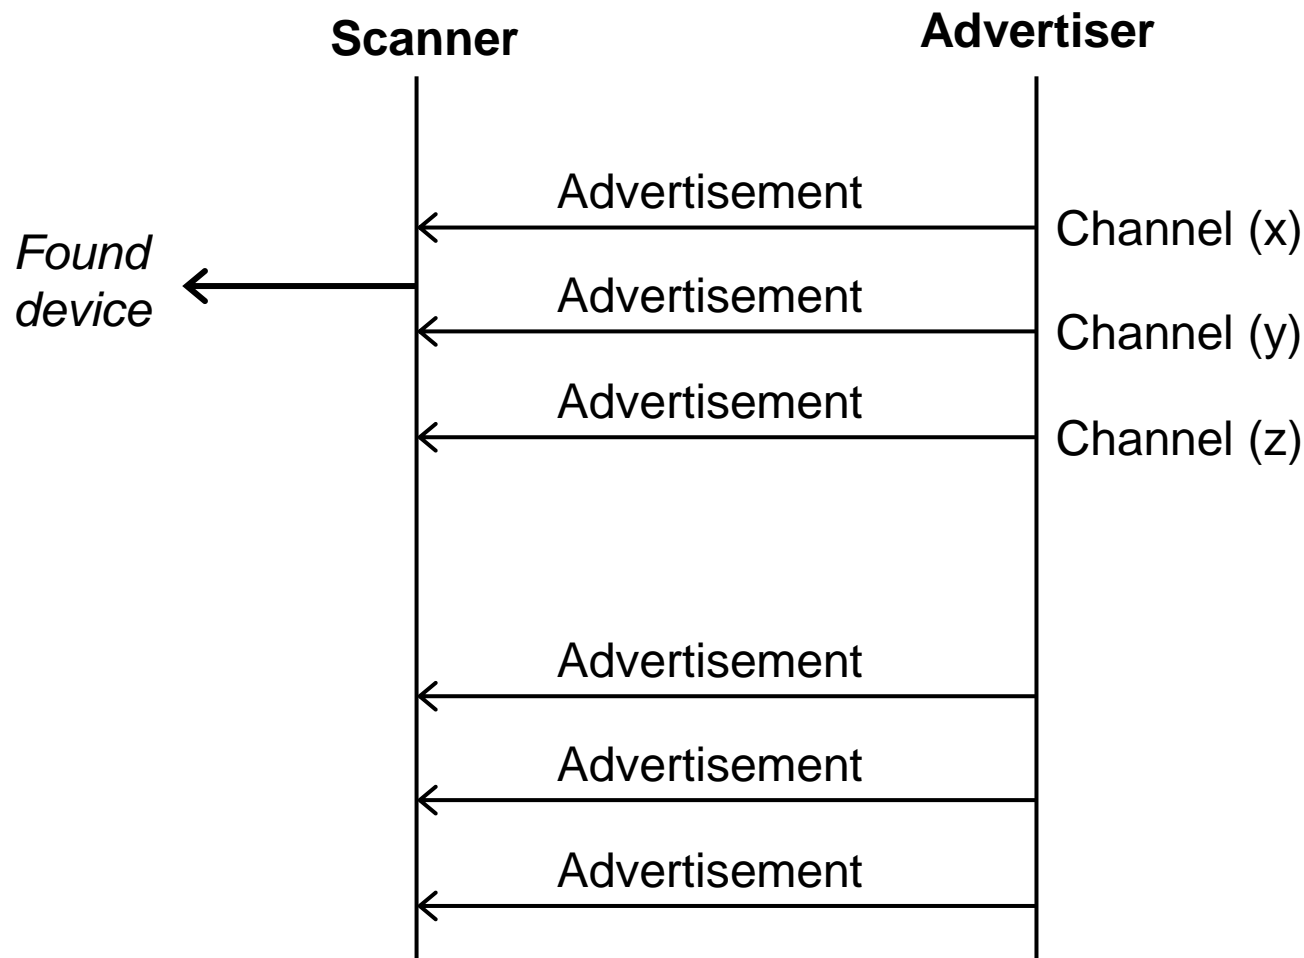 Scanner
Advertiser
Advertisement
Channel (x)
Found
device
Advertisement
Channel (y)
Advertisement
Channel (z)
Advertisement
Advertisement
Advertisement